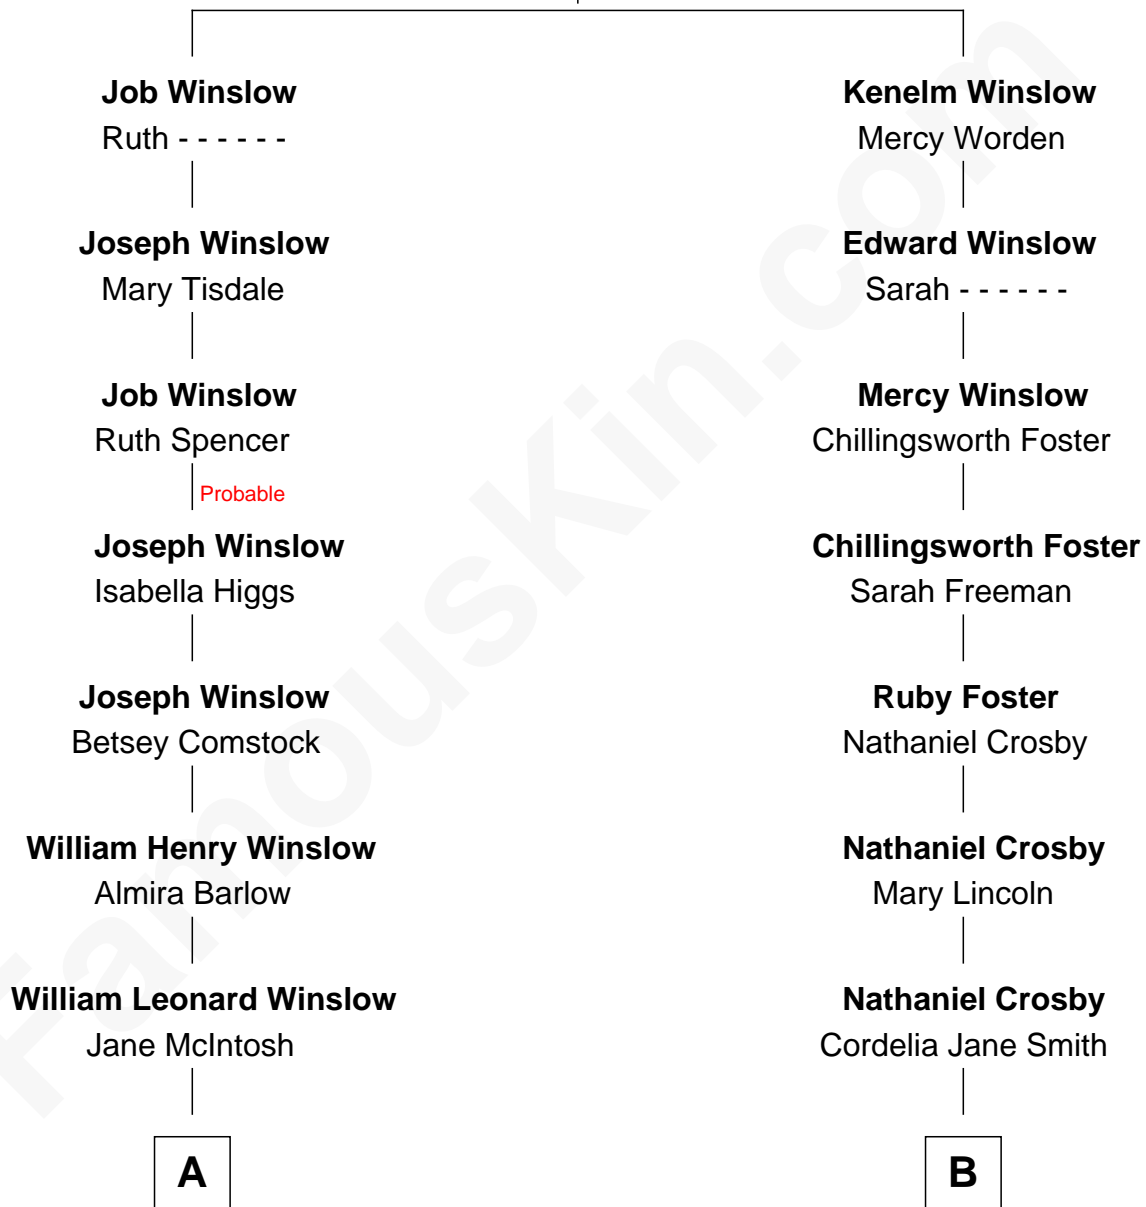 Job Winslow
Ruth - - - - - -
Kenelm Winslow
Mercy Worden
Joseph Winslow
Mary Tisdale
Edward Winslow
Sarah - - - - - -
Job Winslow
Ruth Spencer
Mercy Winslow
Chillingsworth Foster
Probable
Joseph Winslow
Isabella Higgs
Chillingsworth Foster
Sarah Freeman
Joseph Winslow
Betsey Comstock
Ruby Foster
Nathaniel Crosby
William Henry Winslow
Almira Barlow
Nathaniel Crosby
Mary Lincoln
William Leonard Winslow
Jane McIntosh
Nathaniel Crosby
Cordelia Jane Smith
A
B
FamousKin.com